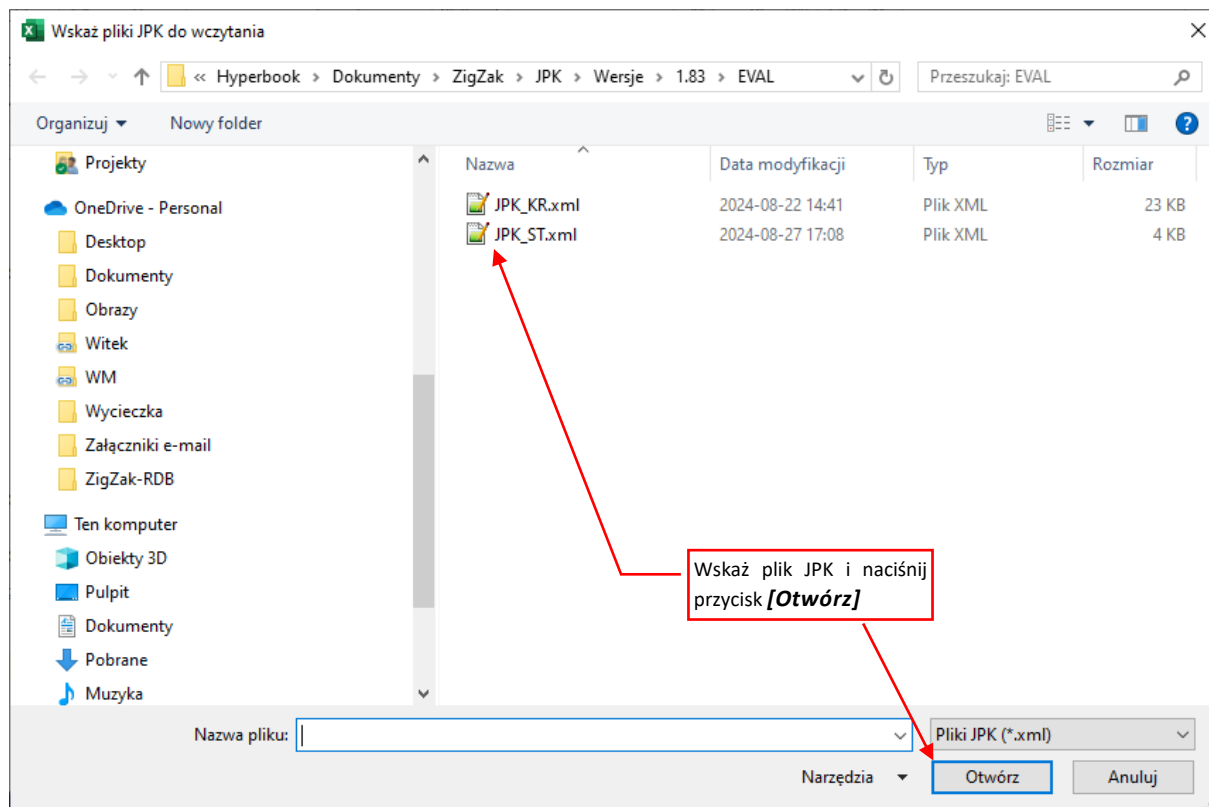 Wskaż pliki JPK do wczytania
« Hyperbook › Dokumenty › ZigZak › JPK › Wersje › 1.83 › EVAL
Przeszukaj: EVAL
Organizuj
Nowy folder
Projekty
OneDrive - Personal
Desktop
Dokumenty
Obrazy
Witek
WM
Wycieczka
Załączniki e-mail
ZigZak-RDB
Ten komputer
Obiekty 3D
Pulpit
Dokumenty
Pobrane
Muzyka
Nazwa Data modyfikacji Typ Rozmiar
JPK_KR.xml 2024-08-22 14:41 Plik XML 23 KB
JPK_ST.xml 2024-08-27 17:08 Plik XML 4 KB
Wskaż plik JPK i naciśnij
przycisk [Otwórz]
Nazwa pliku:
Pliki JPK (*.xml)
Narzędzia
Otwórz
Anuluj